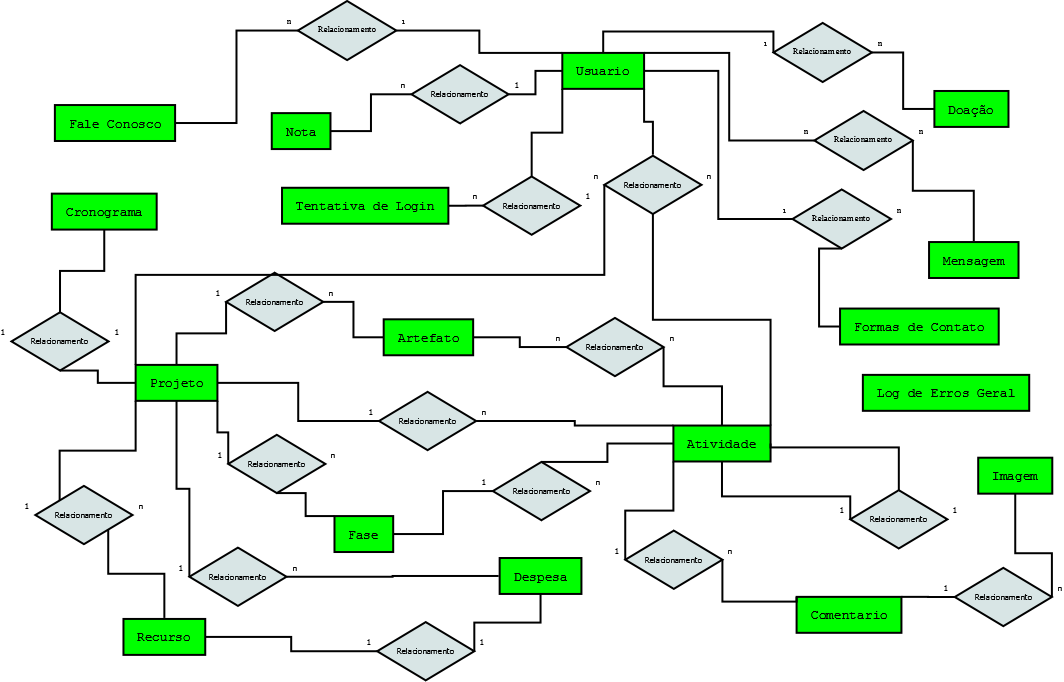 n
Relacionamento
1
1
Relacionamento
n
Usuario
n
Relacionamento
1
Fale Conosco
Nota
Doação
n
Relacionamento
n
Cronograma
Tentativa de Login
n
Relacionamento
1
n
Relacionamento
n
1
Relacionamento
n
Mensagem
1
Relacionamento
n
Formas de Contato
1
Relacionamento
1
Artefato
n
Relacionamento
n
Projeto
Log de Erros Geral
1
Relacionamento
n
Atividade
1
Relacionamento
n
Imagem
1
Relacionamento
n
1
Relacionamento
n
Fase
1
Relacionamento
1
1
Relacionamento
n
1
Relacionamento
n
Despesa
1
Relacionamento
n
Comentario
Recurso
1
Relacionamento
1